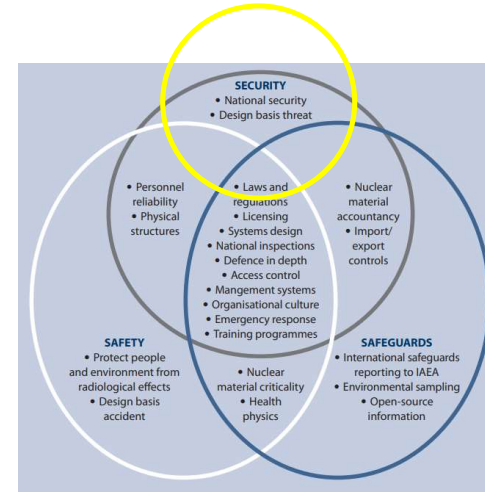 SECURITY
• National security
• Design basis threat
• Personnel
reliability
• Physical
structures
• Laws and
regulations
• Licensing
• Systems design
• National inspections
• Defence in depth
• Access control
• Mangement systems
• Organisational culture
• Emergency response
• Training programmes
• Nuclear
material
accountancy
• Import/
export
controls
SAFETY
• Protect people
and environment from
radiological effects
• Design basis
accident
• Nuclear
material criticality
• Health
physics
SAFEGUARDS
• International safeguards
reporting to IAEA
• Environmental sampling
• Open-source
information